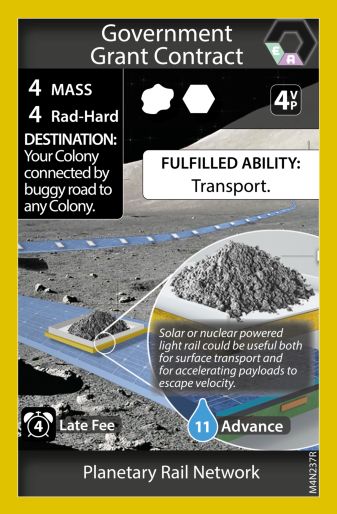 Government
Grant Contract
E A
4 MASS
4 Rad-Hard
DESTINATION:
Your Colony
connected by
buggy road to
any Colony.
4 VP
FULFILLED ABILITY:
Transport.
Solar or nuclear powered
light rail could be useful both
for surface transport and
for accelerating payloads to
escape velocity.
4 Late Fee
11 Advance
Planetary Rail Network
M4N237R